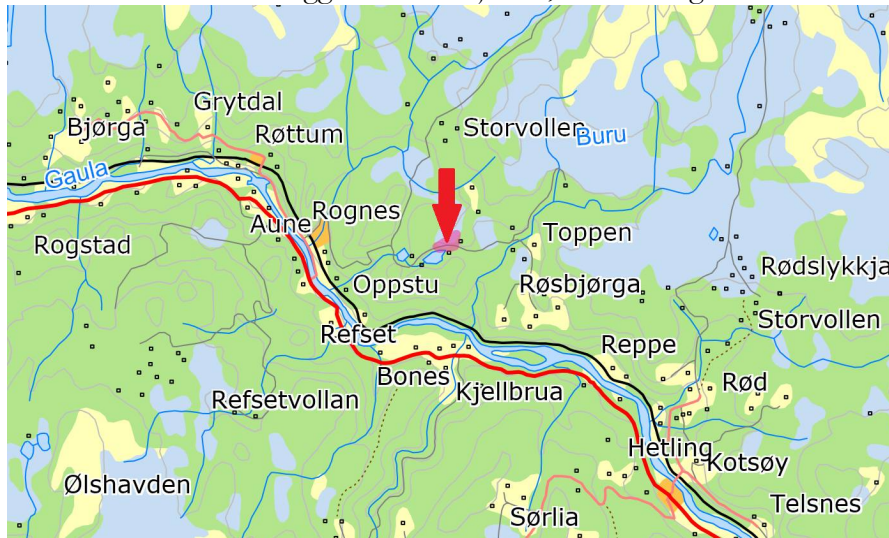 Grytdal
Bjørga
Røttum
Storvollen
Buru
Gaula
Rognes
Aune
Toppen
Rogstad
Rødslykkja
Oppstu
Røsbjørga
Storvollen
Refset
Reppe
Bones
Rød
Kjellbrua
Refsetvollan
Hetling
Kotsøy
Ølshavden
Telsnes
Sørlia